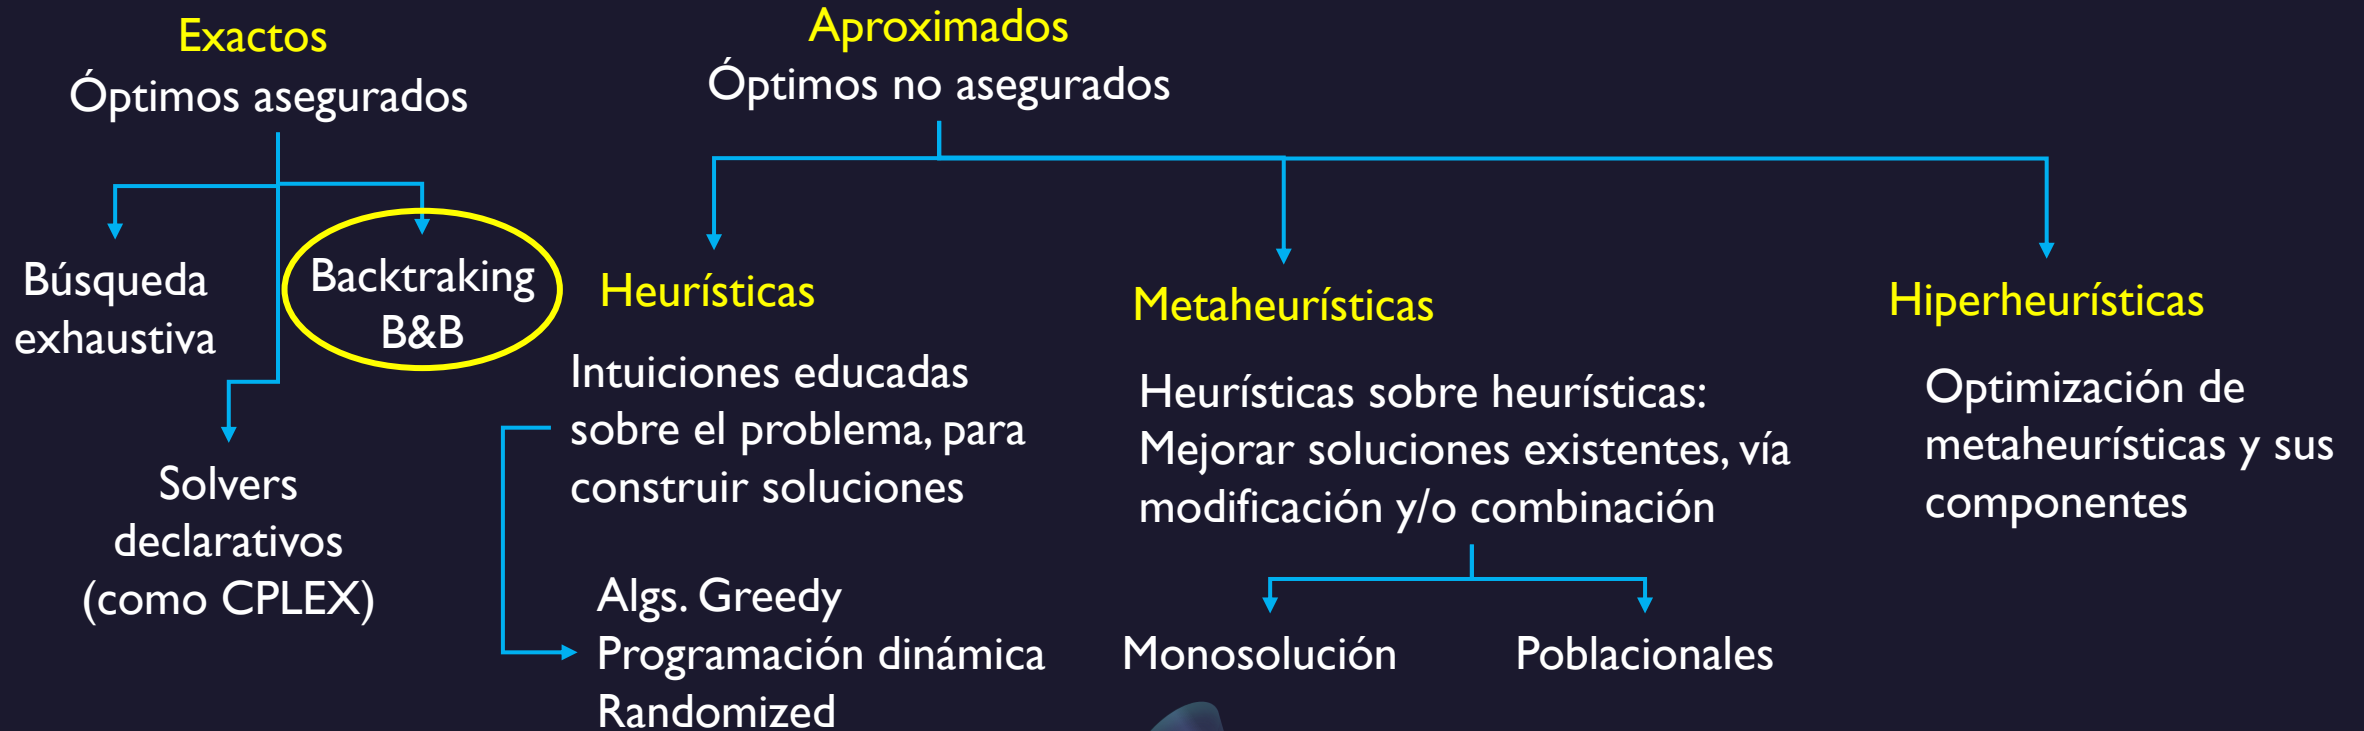 Exactos
Óptimos asegurados
Búsqueda
exhaustiva
Backtraking
B&B
Solvers
declarativos
(como CPLEX)
Aproximados
Óptimos no asegurados
Heurísticas
Intuiciones educadas
sobre el problema, para
construir soluciones
Algs. Greedy
Programación dinámica
Randomized
Metaheurísticas
Heurísticas sobre heurísticas:
Mejorar soluciones existentes, vía
modificación y/o combinación
Monosolución
Poblacionales
Hiperheurísticas
Optimización de
metaheurísticas y sus
componentes